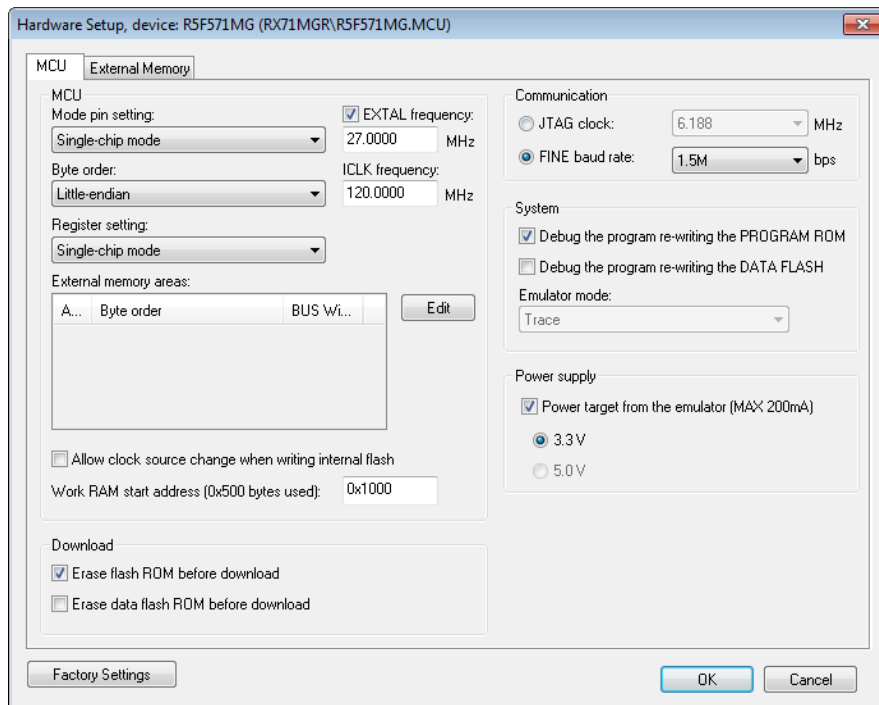 Hardware Setup, device: R5F571MG (RX71MGR\R5F571MG.MCU)
MCU
External Memory
MCU
Mode pin setting:
EXTAL frequency:
Single-chip mode
27.0000 MHz
Byte order:
ICLK frequency:
Little-endian
120.0000 MHz
Register setting:
Single-chip mode
External memory areas:
A... Byte order BUS Wi...
Edit
Allow clock source change when writing internal flash
Work RAM start address (0x500 bytes used): 0x1000
Download
Erase flash ROM before download
Erase data flash ROM before download
Communication
JTAG clock: 6.188 MHz
FINE baud rate: 1.5M bps
System
Debug the program re-writing the PROGRAM ROM
Debug the program re-writing the DATA FLASH
Emulator mode:
Trace
Power supply
Power target from the emulator (MAX 200mA)
3.3 V
5.0 V
Factory Settings
OK
Cancel